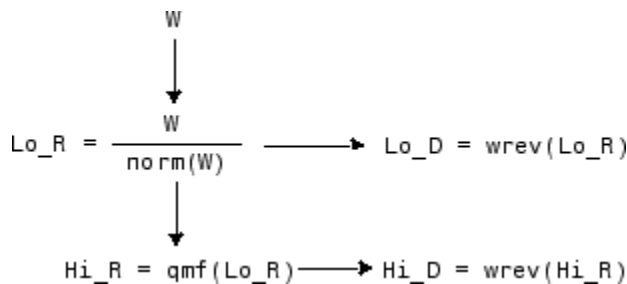 W
W
Lo_R = ―――― Lo_D = wrev(Lo_R)
norm(W)
Hi_R = qmf(Lo_R) Hi_D = wrev(Hi_R)